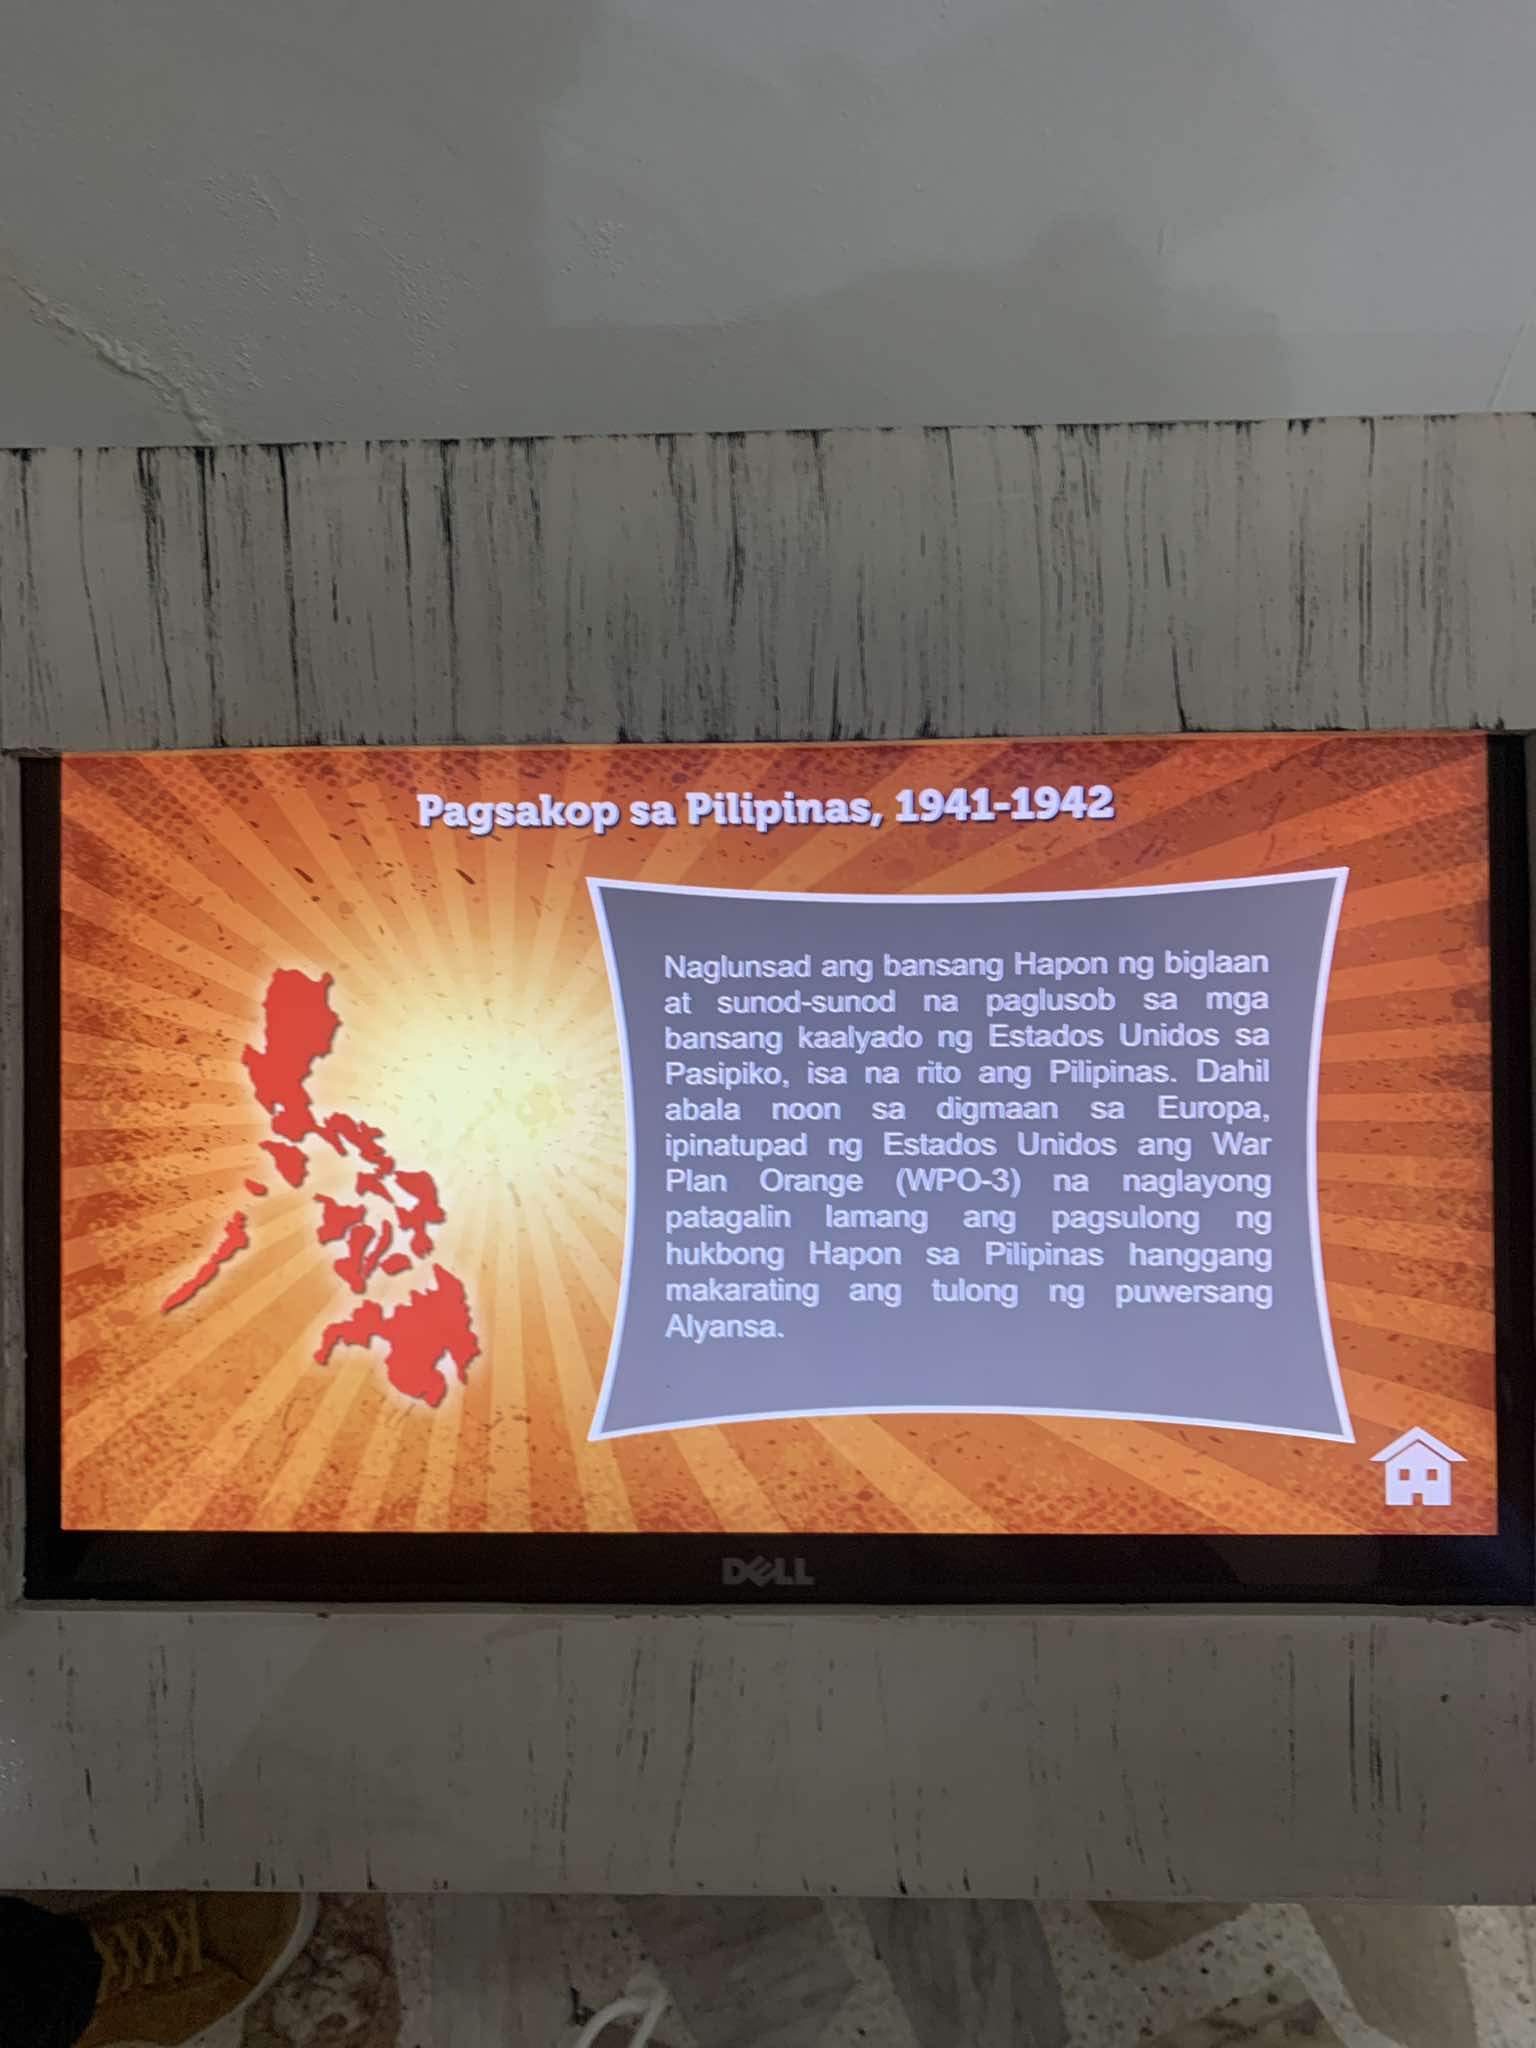 Pagsakop sa Pilipinas, 1941-1942
Naglunsad ang bansang Hapon ng biglaan
at sunod-sunod na paglusob sa mga
bansang kaalyado ng Estados Unidos sa
Pasipiko, isa na rito ang Pilipinas. Dahil
abala noon sa digmaan sa Europa,
ipinatupad ng Estados Unidos ang War
Plan Orange (WPO-3) na naglayong
patagalin lamang ang pagsulong ng
hukbong Hapon sa Pilipinas hanggang
makarating ang tulong ng puwersang
Alyansa.
DELL